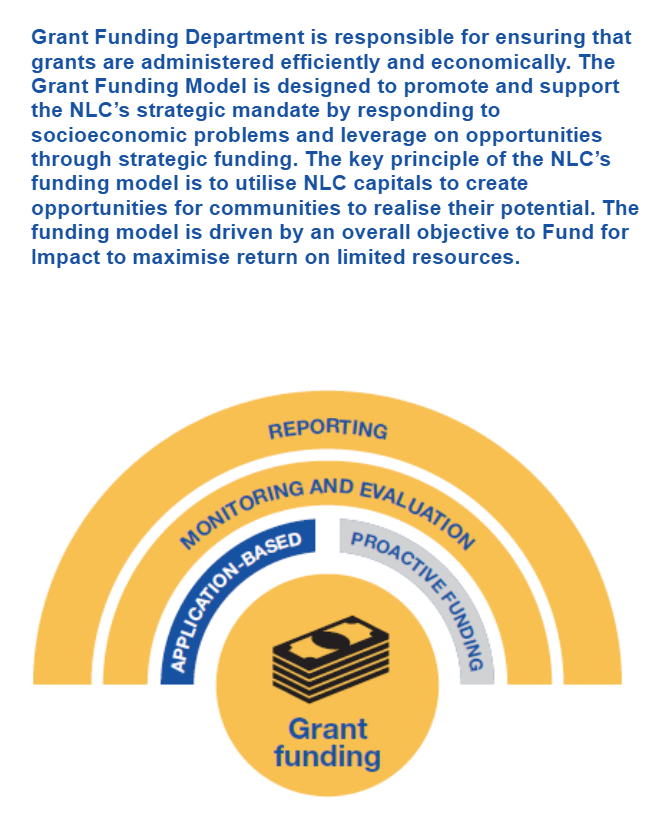 Grant Funding Department is responsible for ensuring that
grants are administered efficiently and economically. The
Grant Funding Model is designed to promote and support
the NLC’s strategic mandate by responding to
socioeconomic problems and leverage on opportunities
through strategic funding. The key principle of the NLC’s
funding model is to utilise NLC capitals to create
opportunities for communities to realise their potential. The
funding model is driven by an overall objective to Fund for
Impact to maximise return on limited resources.
REPORTING
MONITORING AND EVALUATION
APPLICATION-BASED
PROACTIVE FUNDING
Grant
funding